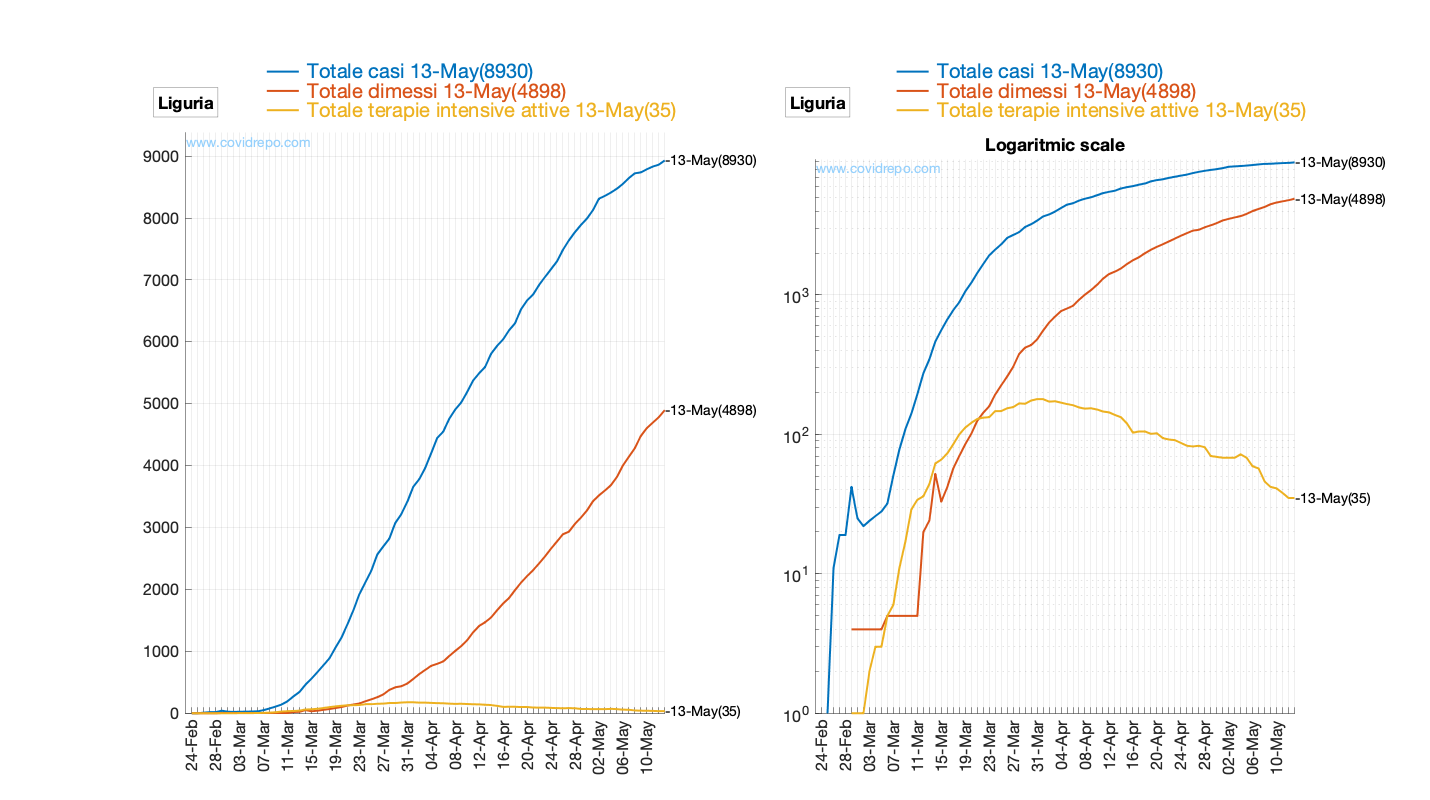 Totale casi 13-May(8930)
Totale dimessi 13-May(4898)
Totale terapie intensive attive 13-May(35)
Liguria
www.covidrepo.com
9000
8000
7000
6000
5000
4000
3000
2000
1000
0
-13-May(8930)
-13-May(4898)
-13-May(35)
24-Feb
28-Feb
03-Mar
07-Mar
11-Mar
15-Mar
19-Mar
23-Mar
27-Mar
31-Mar
04-Apr
08-Apr
12-Apr
16-Apr
20-Apr
24-Apr
28-Apr
02-May
06-May
10-May
Totale casi 13-May(8930)
Totale dimessi 13-May(4898)
Totale terapie intensive attive 13-May(35)
Liguria
Logaritmic scale
www.covidrepo.com
10³
10²
10¹
10⁰
-13-May(8930)
-13-May(4898)
-13-May(35)
24-Feb
28-Feb
03-Mar
07-Mar
11-Mar
15-Mar
19-Mar
23-Mar
27-Mar
31-Mar
04-Apr
08-Apr
12-Apr
16-Apr
20-Apr
24-Apr
28-Apr
02-May
06-May
10-May